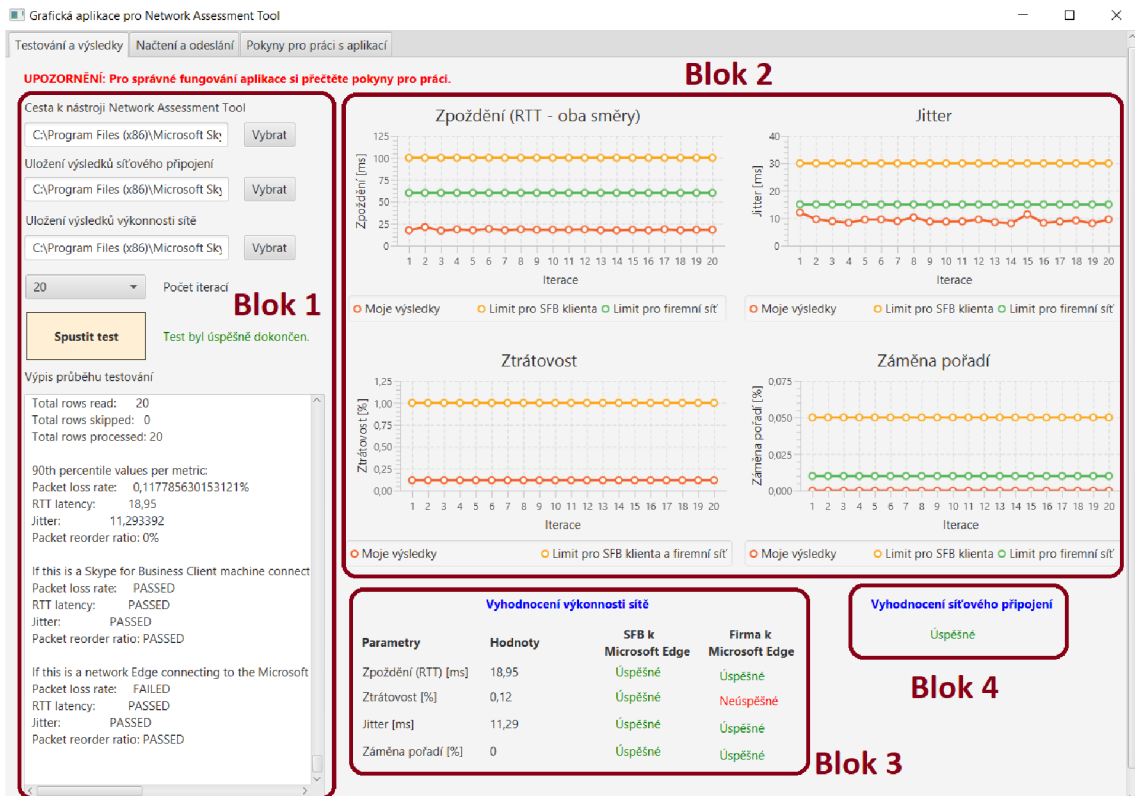 Grafická aplikace pro Network Assessment Tool
Testování a výsledky
Načtení a odeslání
Pokyny pro práci s aplikací
UPOZORNĚNÍ: Pro správné fungování aplikace si přečtěte pokyny pro práci.
Blok 1
Cesta k nástroji Network Assessment Tool
C:\Program Files (x86)\Microsoft Sky
Vybrat
Uložení výsledků síťového připojení
C:\Program Files (x86)\Microsoft Sky
Vybrat
Uložení výsledků výkonnosti sítě
C:\Program Files (x86)\Microsoft Sky
Vybrat
20
Počet iterací
Spustit test
Test byl úspěšně dokončen.
Výpis průběhu testování
Total rows read: 20
Total rows skipped: 0
Total rows processed: 20
90th percentile values per metric:
Packet loss rate: 0,117785630153121%
RTT latency: 18,95
Jitter: 11,293392
Packet reorder ratio: 0%
If this is a Skype for Business Client machine connect
Packet loss rate: PASSED
RTT latency: PASSED
Jitter: PASSED
Packet reorder ratio: PASSED
If this is a network Edge connecting to the Microsoft
Packet loss rate: FAILED
RTT latency: PASSED
Jitter: PASSED
Packet reorder ratio: PASSED
Blok 2
Zpoždění (RTT - oba směry)
Zpoždění [ms]
125
100
75
50
25
0
1 2 3 4 5 6 7 8 9 10 11 12 13 14 15 16 17 18 19 20
Iterace
Moje výsledky
Limit pro SFB klienta
Limit pro firemní síť
Jitter
Jitter [ms]
40
30
20
10
0
1 2 3 4 5 6 7 8 9 10 11 12 13 14 15 16 17 18 19 20
Iterace
Moje výsledky
Limit pro SFB klienta
Limit pro firemní síť
Ztrátovost
Ztrátovost [%]
1,25
1,00
0,75
0,50
0,25
0,00
1 2 3 4 5 6 7 8 9 10 11 12 13 14 15 16 17 18 19 20
Iterace
Moje výsledky
Limit pro SFB klienta a firemní síť
Záměna pořadí
Záměna pořadí [%]
0,075
0,050
0,025
0,000
1 2 3 4 5 6 7 8 9 10 11 12 13 14 15 16 17 18 19 20
Iterace
Moje výsledky
Limit pro SFB klienta
Limit pro firemní síť
Vyhodnocení výkonnosti sítě
Parametry Hodnoty SFB k Microsoft Edge Firma k Microsoft Edge
Zpoždění (RTT) [ms] 18,95 Úspěšné Úspěšné
Ztrátovost [%] 0,12 Úspěšné Neúspěšné
Jitter [ms] 11,29 Úspěšné Úspěšné
Záměna pořadí [%] 0 Úspěšné Úspěšné
Blok 3
Vyhodnocení síťového připojení
Úspěšné
Blok 4